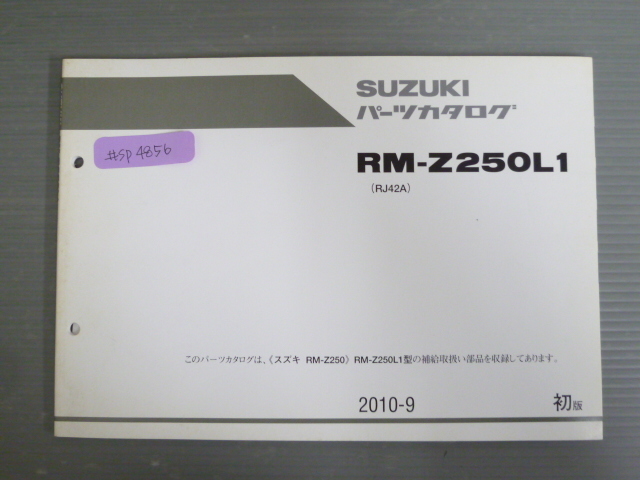 SUZUKI
パーツカタログ
RM-Z250L1
(RJ42A)
#SP 4856
このパーツカタログは、《スズキ RM-Z250》RM-Z250L1型の補給取扱い部品を収録してあります。
2010-9
初版